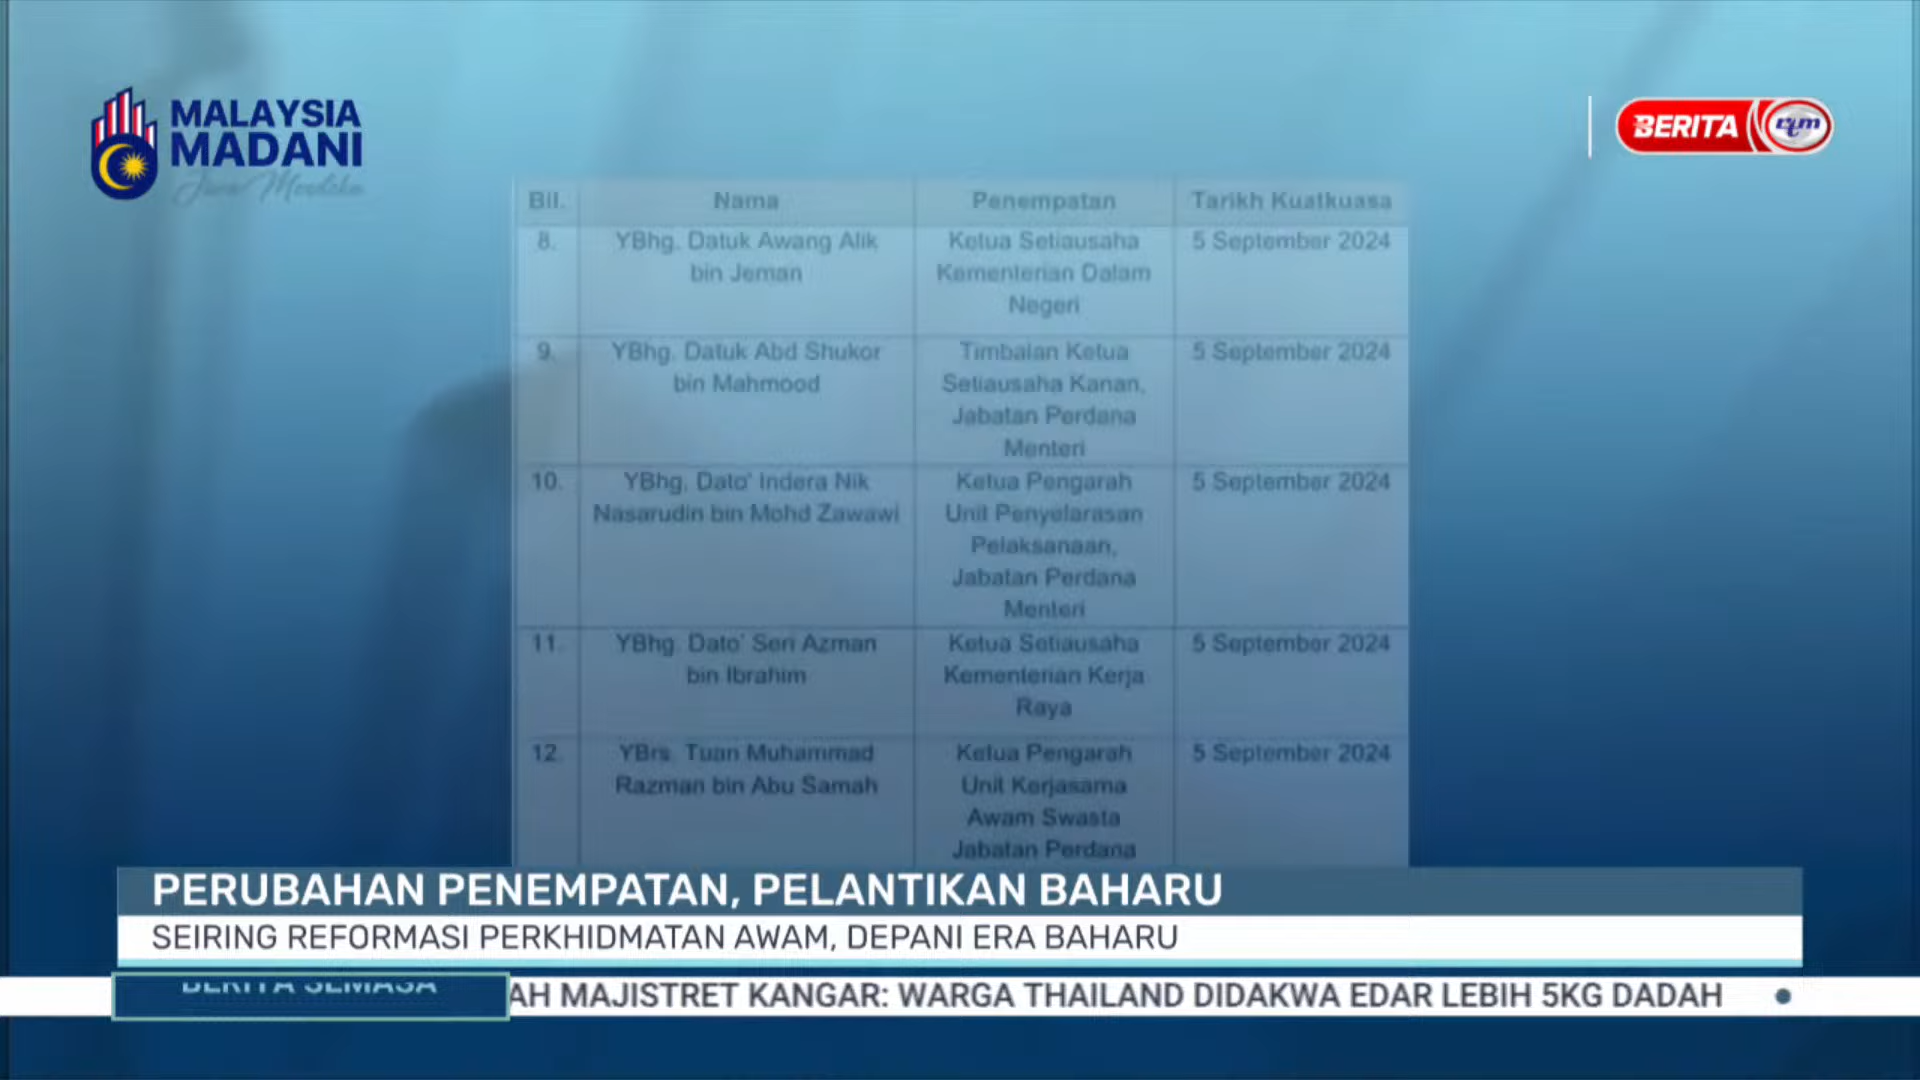 MALAYSIA
MADANI
Jiwa Merdeka
BERITA rtm
Bil. Nama Penempatan Tarikh Kuatkuasa
8. YBhg. Datuk Awang Alik Ketua Setiausaha 5 September 2024
bin Jeman Kementerian Dalam
Negeri
9. YBhg. Datuk Abd Shukor Timbalan Ketua 5 September 2024
bin Mahmood Setiausaha Kanan,
Jabatan Perdana
Menteri
10. YBhg. Dato' Indera Nik Ketua Pengarah 5 September 2024
Nasarudin bin Mohd Zawawi Unit Penyelarasan
Pelaksanaan,
Jabatan Perdana
Menteri
11. YBhg. Dato' Seri Azman Ketua Setiausaha 5 September 2024
bin Ibrahim Kementerian Kerja
Raya
12. YBrs. Tuan Muhammad Ketua Pengarah 5 September 2024
Razman bin Abu Samah Unit Kerjasama
Awam Swasta
Jabatan Perdana
PERUBAHAN PENEMPATAN, PELANTIKAN BAHARU
SEIRING REFORMASI PERKHIDMATAN AWAM, DEPANI ERA BAHARU
BERITA SEMASA
AH MAJISTRET KANGAR: WARGA THAILAND DIDAKWA EDAR LEBIH 5KG DADAH •